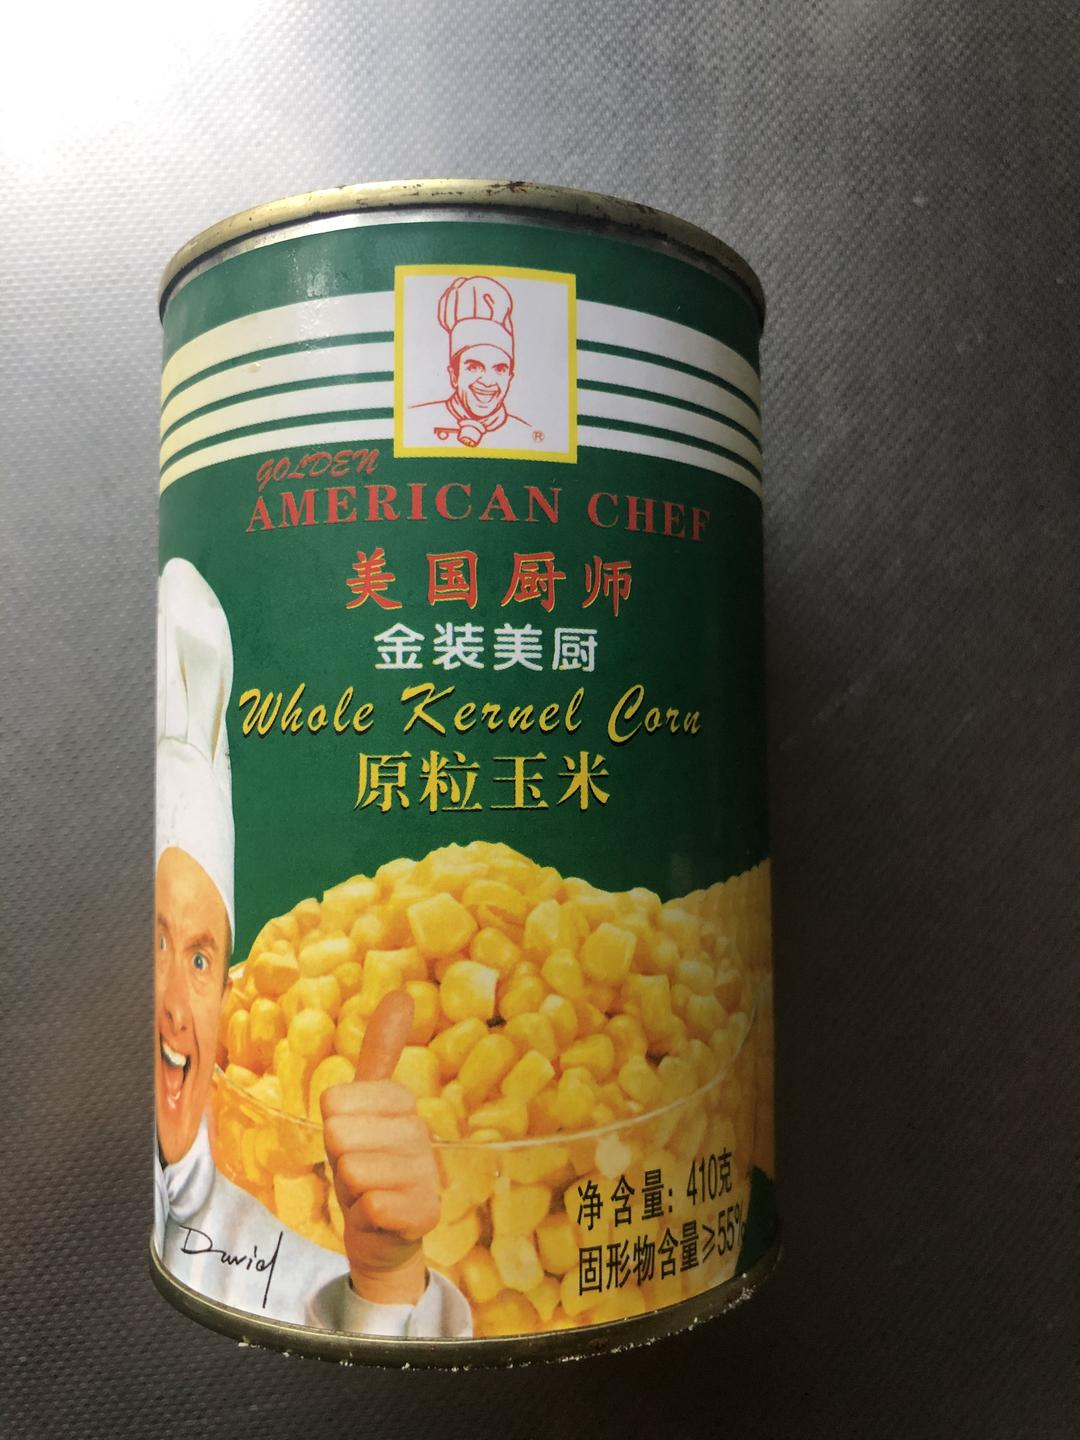 ®
GOLDEN
AMERICAN CHEF
美国厨师
金装美厨
Whole Kernel Corn
原粒玉米
净含量：410克
固形物含量≥55%
David